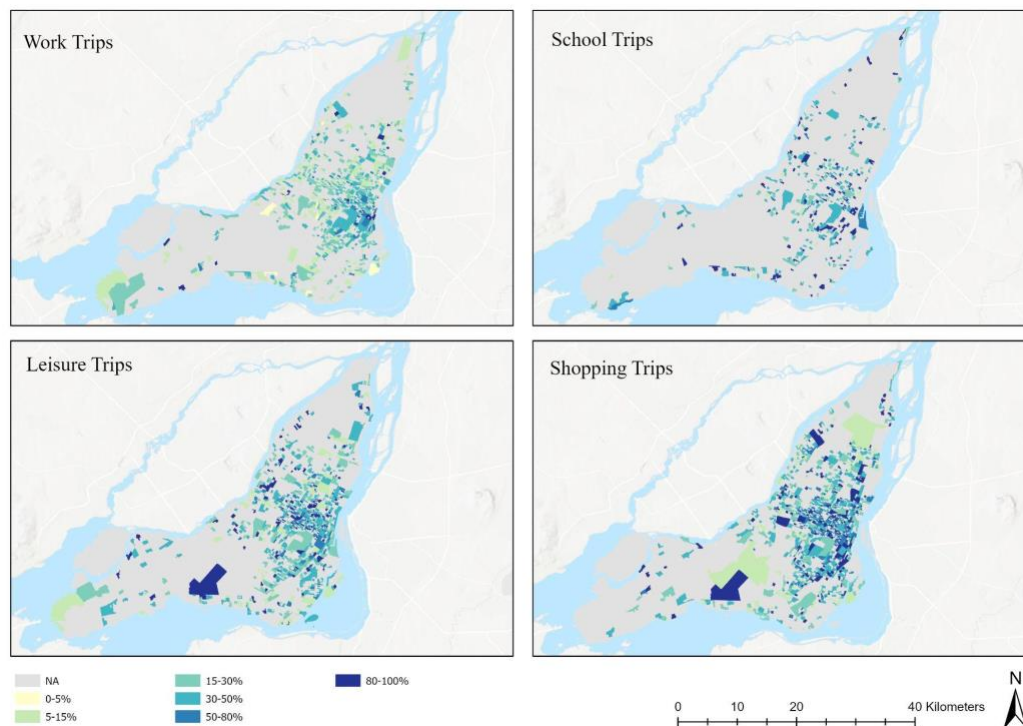 Work Trips
School Trips
Leisure Trips
Shopping Trips
NA
0-5%
5-15%
15-30%
30-50%
50-80%
80-100%
N
0 10 20 40 Kilometers